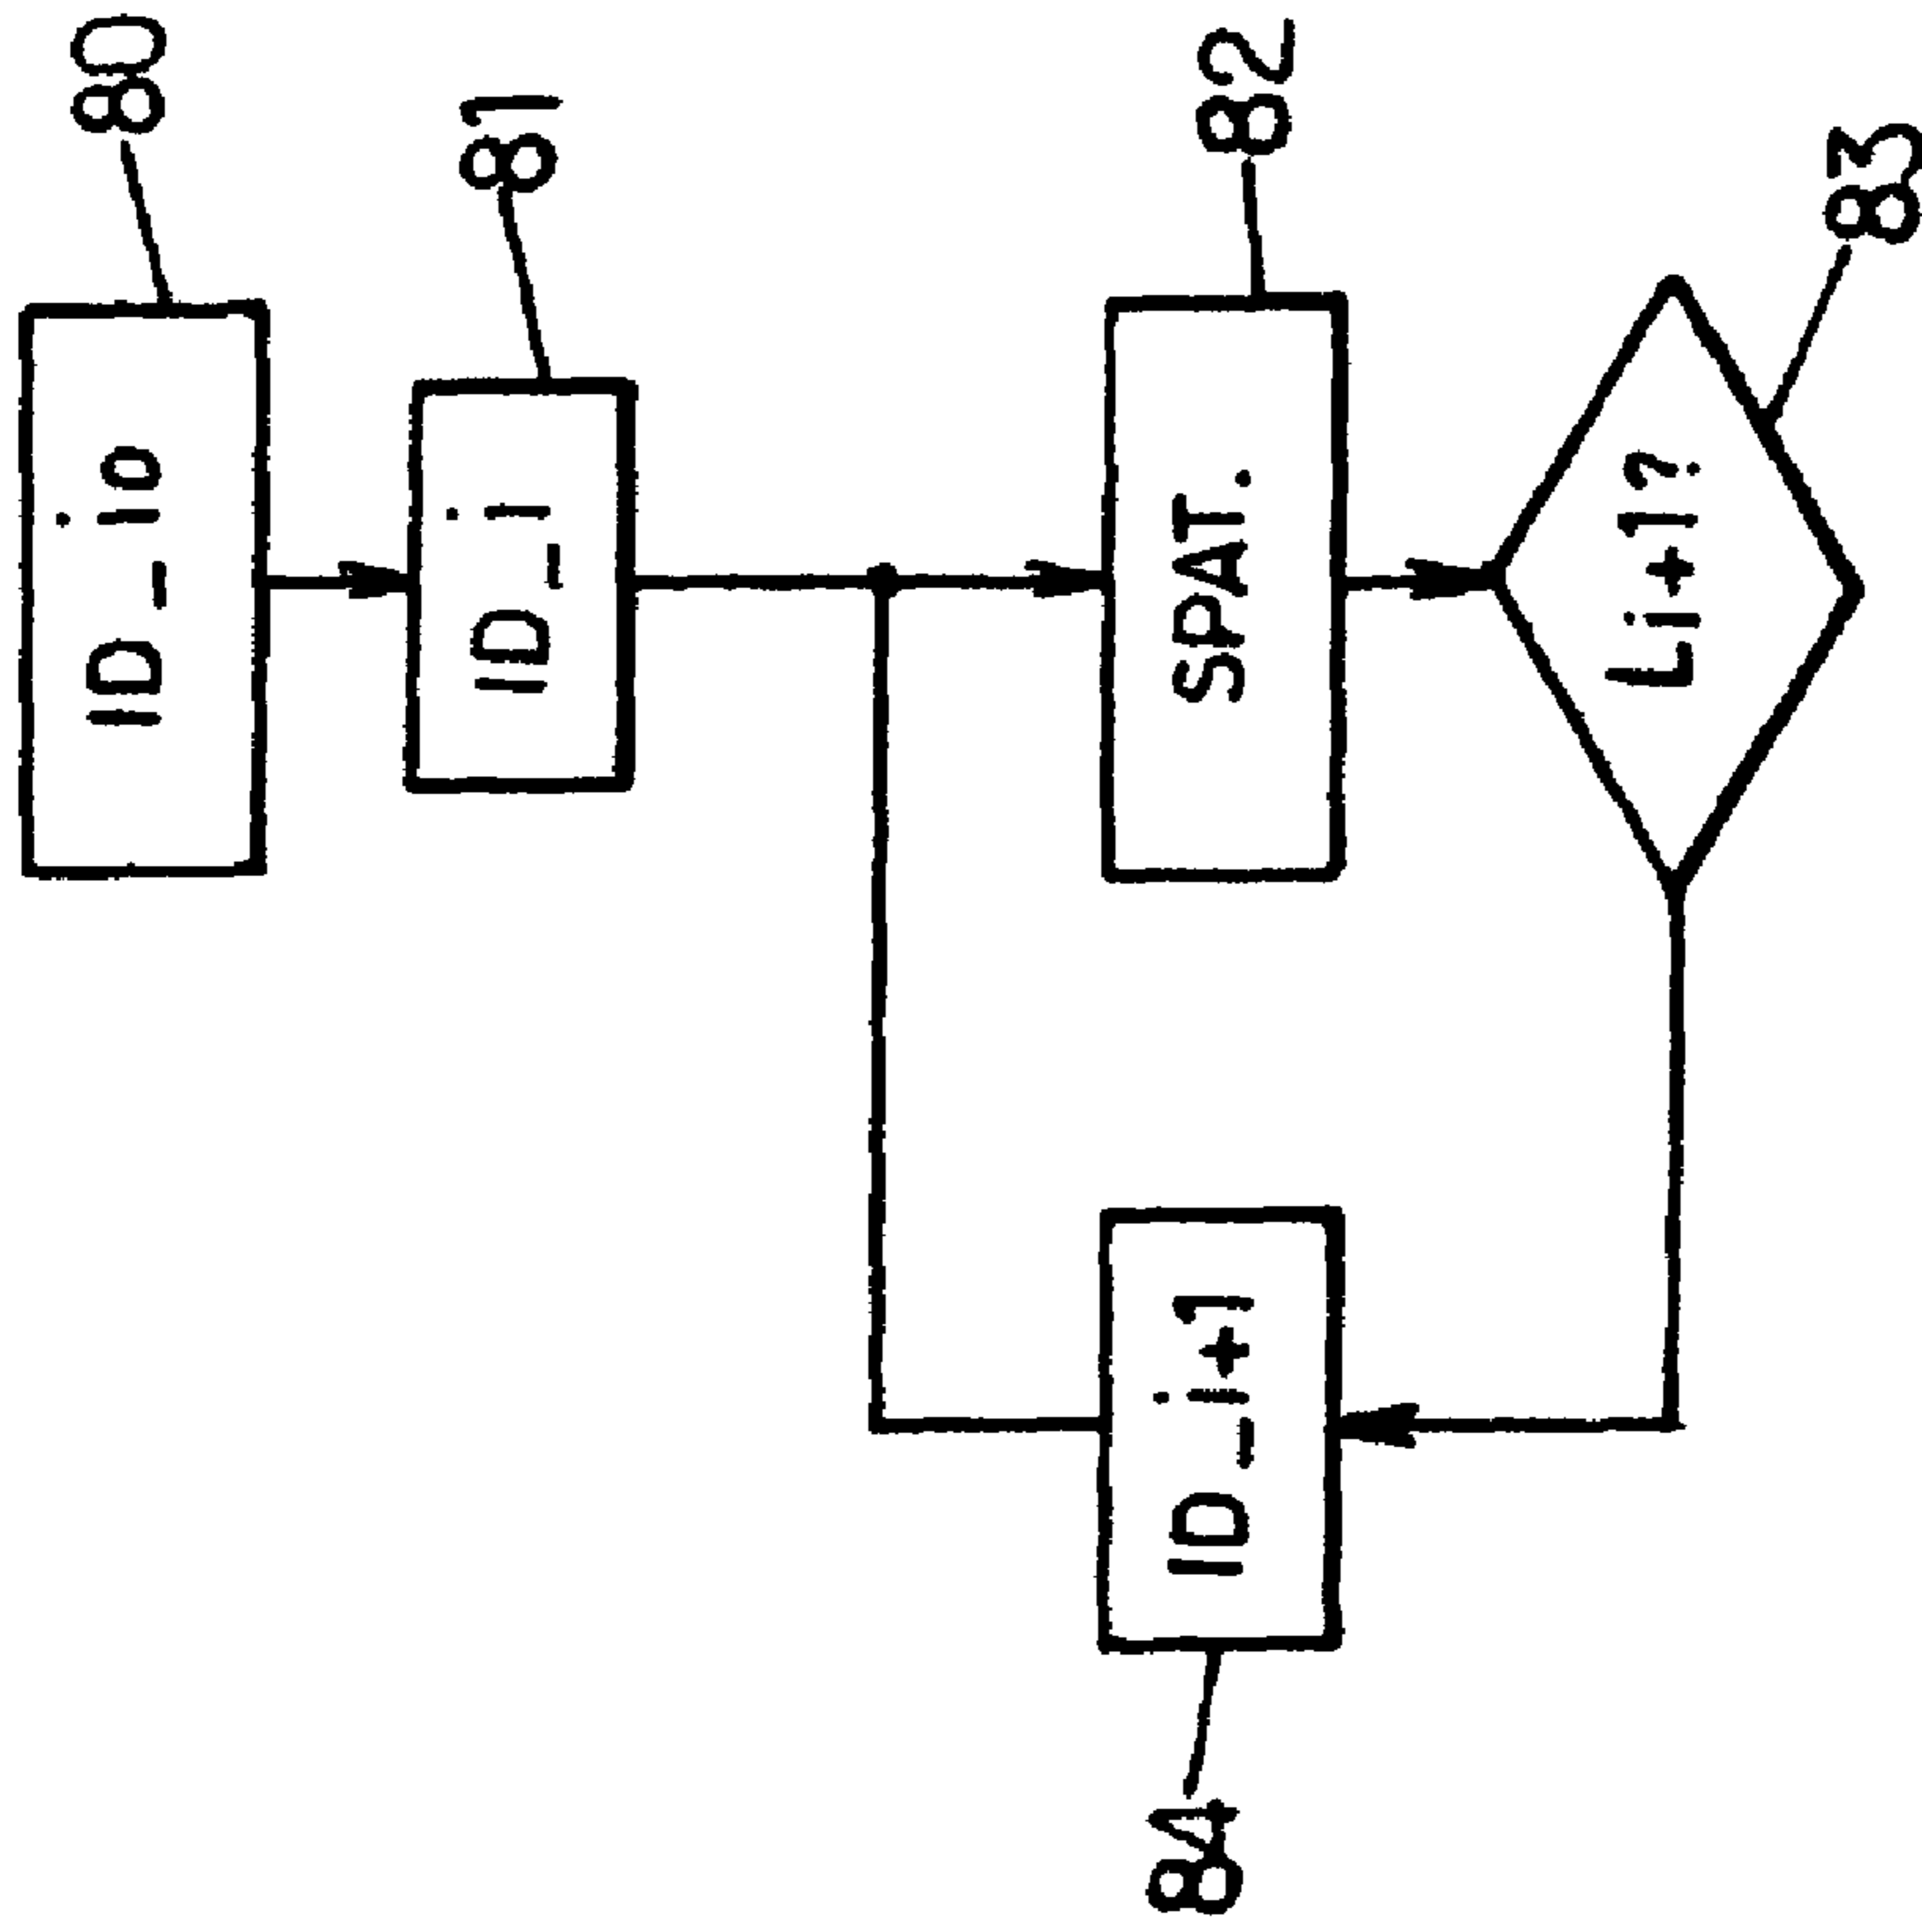 80
ID_io
81
ID_i
82
SPAT.
83
Li+1?
84
ID_i+1